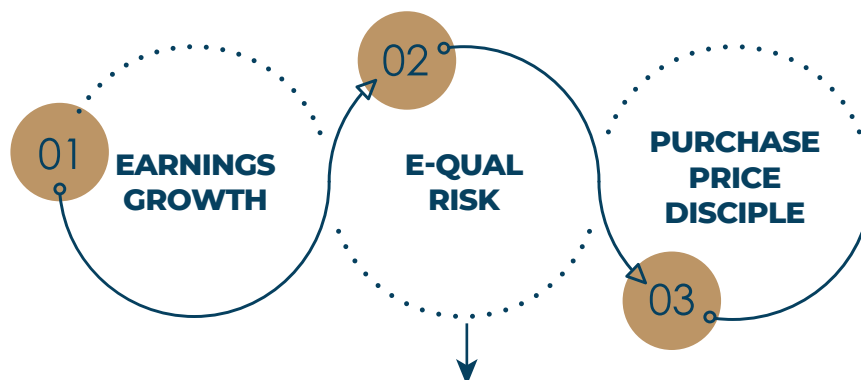 01
EARNINGS
GROWTH
02
E-QUAL
RISK
PURCHASE
PRICE
DISCIPLE
03